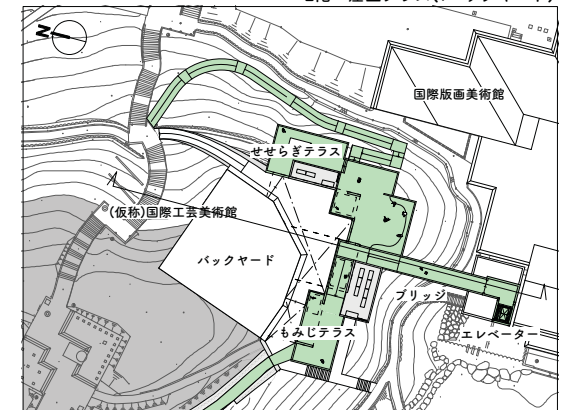 N
国際版画美術館
せせらぎテラス
(仮称)国際工芸美術館
バックヤード
ブリッジ
もみじテラス
エレベーター